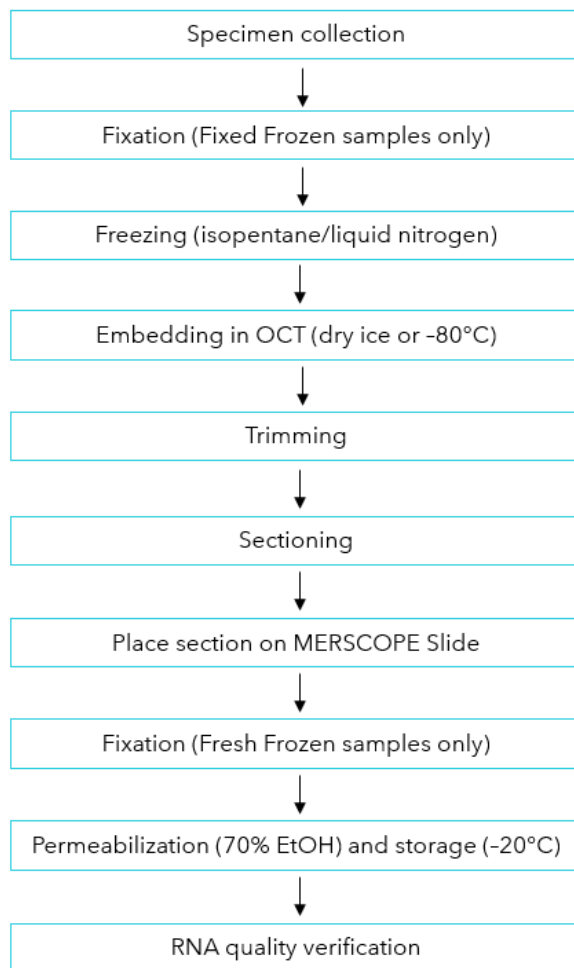 Specimen collection
Fixation (Fixed Frozen samples only)
Freezing (isopentane/liquid nitrogen)
Embedding in OCT (dry ice or –80°C)
Trimming
Sectioning
Place section on MERSCOPE Slide
Fixation (Fresh Frozen samples only)
Permeabilization (70% EtOH) and storage (–20°C)
RNA quality verification